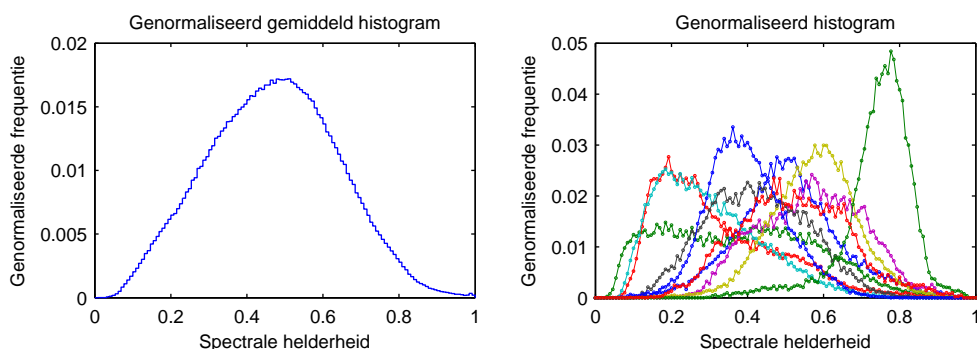 Genormaliseerd gemiddeld histogram
Genormaliseerde frequentie
0.02
0.015
0.01
0.005
0
0 0.2 0.4 0.6 0.8 1
Spectrale helderheid
Genormaliseerd histogram
Genormaliseerde frequentie
0.05
0.04
0.03
0.02
0.01
0
0 0.2 0.4 0.6 0.8 1
Spectrale helderheid